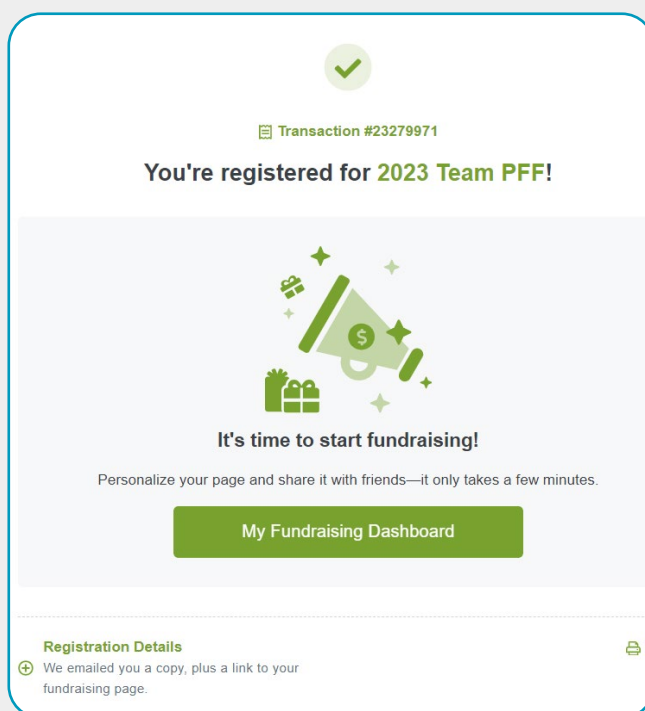 Transaction #23279971
You're registered for 2023 Team PFF!
$
It's time to start fundraising!
Personalize your page and share it with friends—it only takes a few minutes.
My Fundraising Dashboard
Registration Details
We emailed you a copy, plus a link to your
fundraising page.